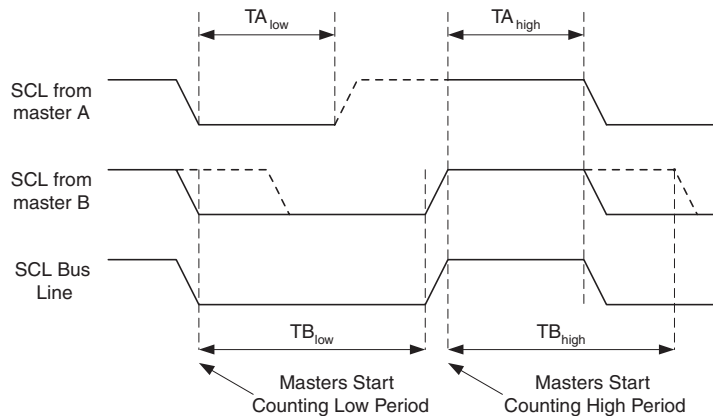 TA low
TA high
SCL from
master A
SCL from
master B
SCL Bus
Line
TB low
TB high
Masters Start
Counting Low Period
Masters Start
Counting High Period